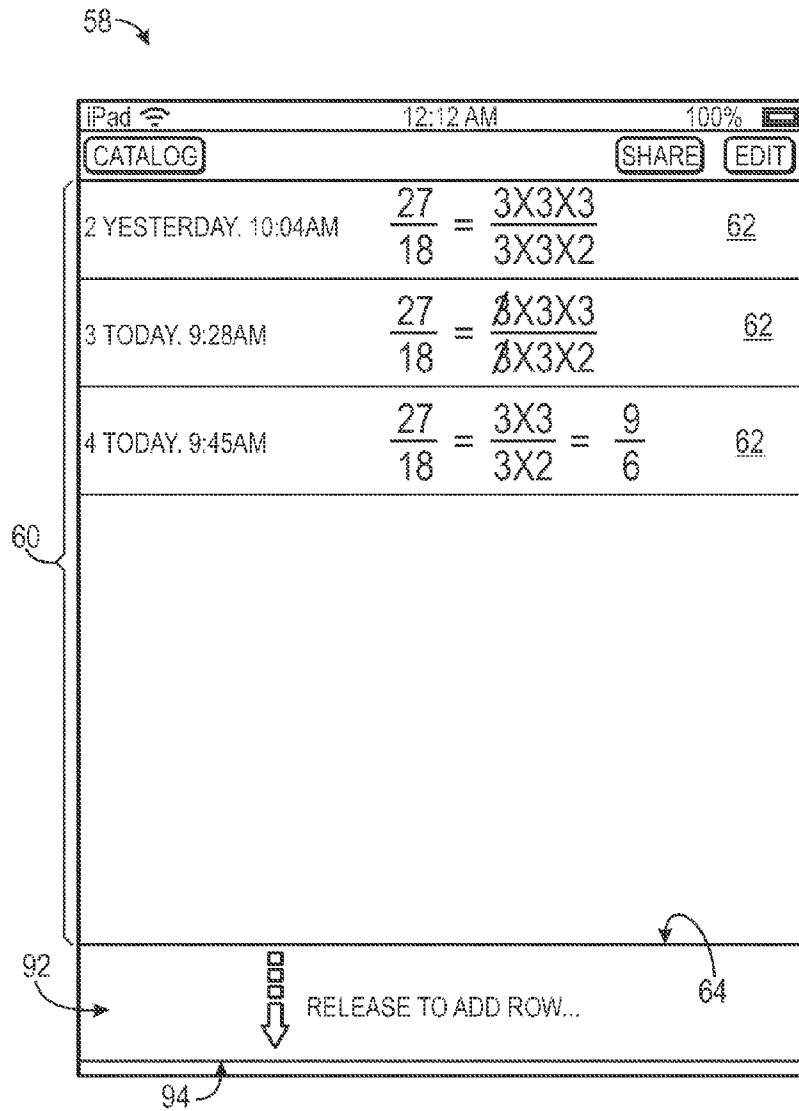 58
iPad 12:12 AM 100%
CATALOG SHARE EDIT
2 YESTERDAY. 10:04AM 27/18 = 3X3X3/3X3X2 62
3 TODAY. 9:28AM 27/18 = 3X3X3/3X3X2 62
4 TODAY. 9:45AM 27/18 = 3X3/3X2 = 9/6 62
60
92
RELEASE TO ADD ROW...
64
94